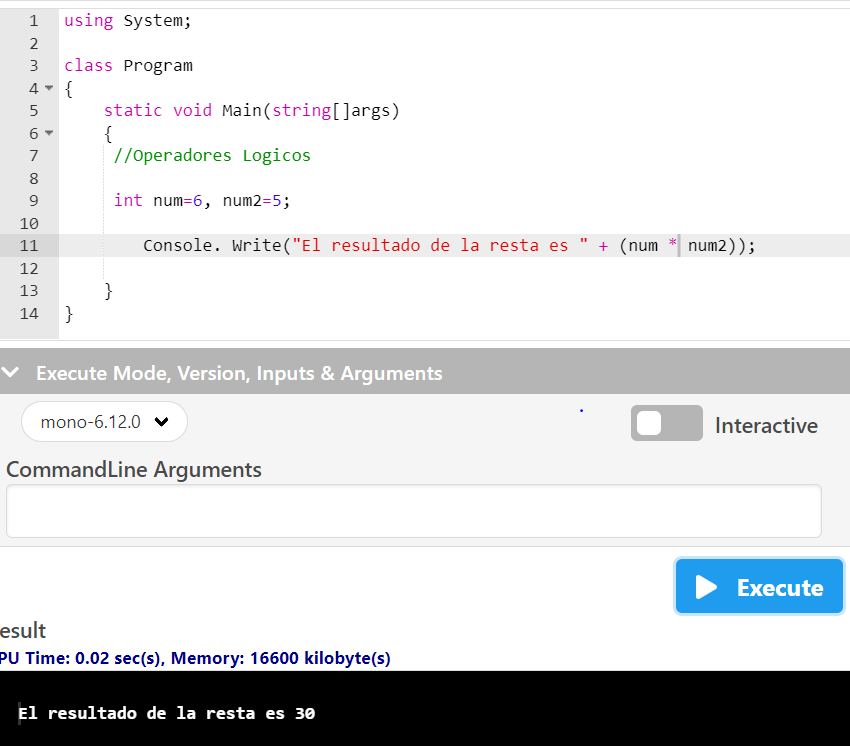 1 using System;
2
3 class Program
4 {
5 static void Main(string[]args)
6 {
7 //Operadores Logicos
8
9 int num=6, num2=5;
10
11 Console. Write("El resultado de la resta es " + (num * num2));
12
13 }
14 }
Execute Mode, Version, Inputs & Arguments
mono-6.12.0
Interactive
CommandLine Arguments
Execute
esult
PU Time: 0.02 sec(s), Memory: 16600 kilobyte(s)
El resultado de la resta es 30